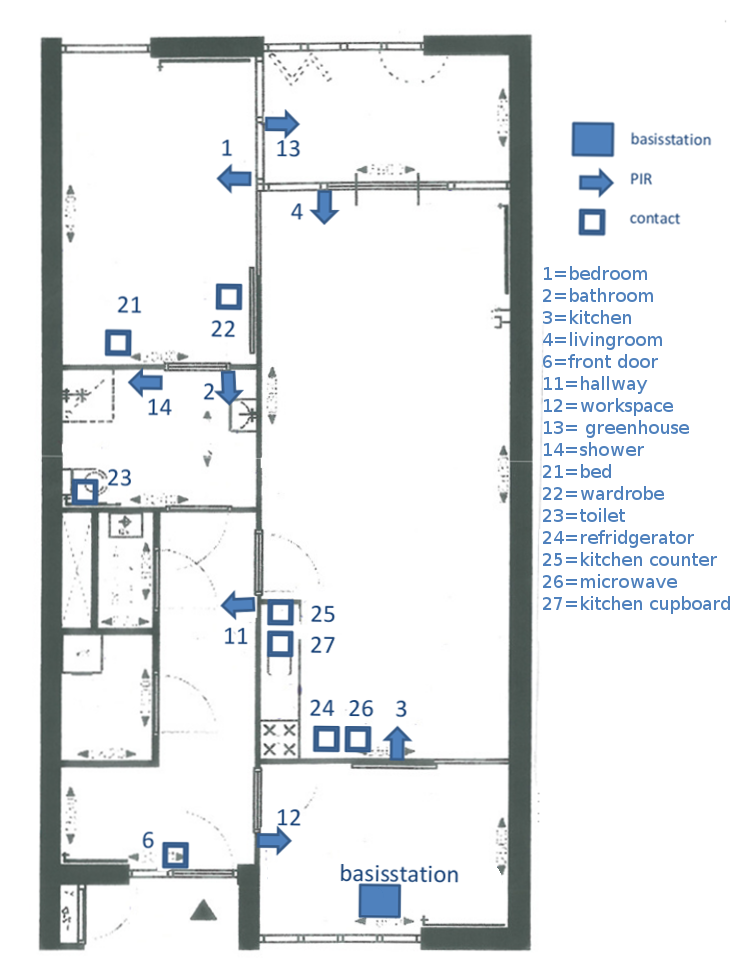 1
13
4
21
22
14
2
23
11
25
27
24 26 3
12
6
basisstation
basisstation
PIR
contact
1=bedroom
2=bathroom
3=kitchen
4=livingroom
6=front door
11=hallway
12=workspace
13= greenhouse
14=shower
21=bed
22=wardrobe
23=toilet
24=refridgerator
25=kitchen counter
26=microwave
27=kitchen cupboard